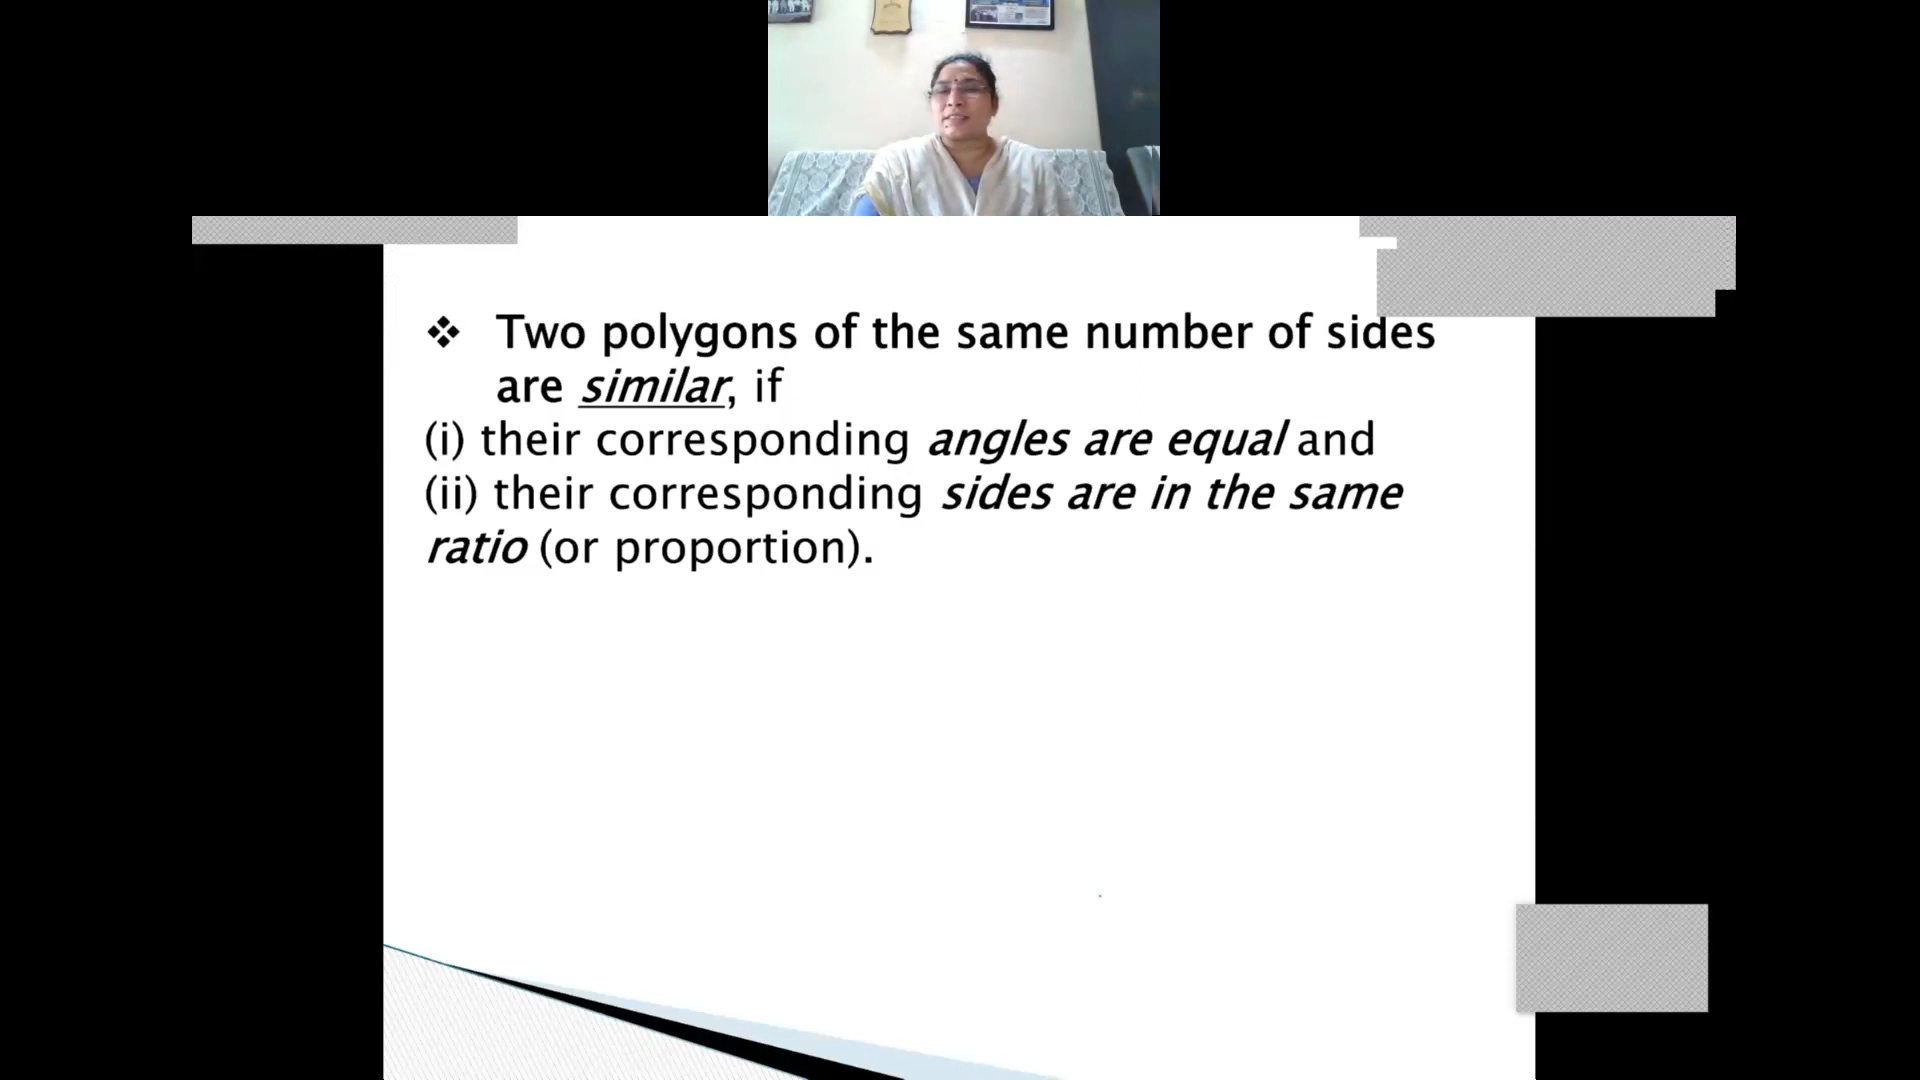 ❖ Two polygons of the same number of sides
are similar, if
(i) their corresponding angles are equal and
(ii) their corresponding sides are in the same
ratio (or proportion).